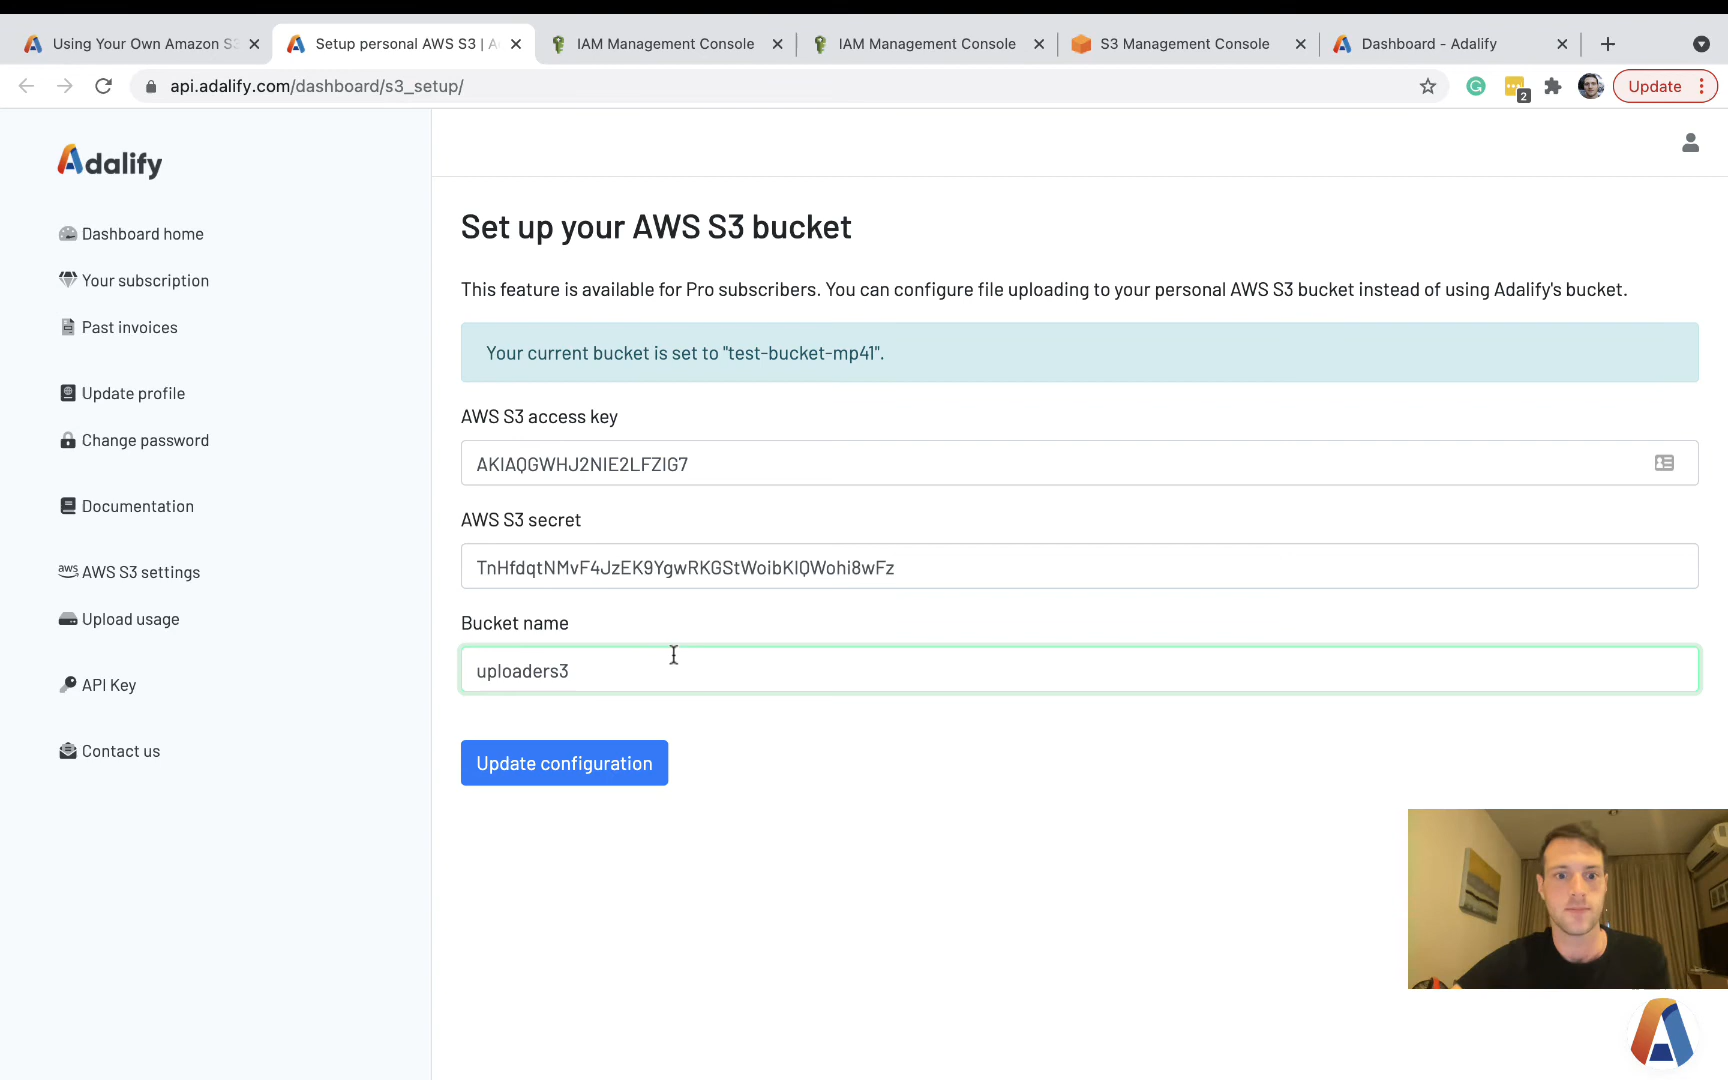 Using Your Own Amazon S3
Setup personal AWS S3 | A
IAM Management Console
IAM Management Console
S3 Management Console
Dashboard - Adalify
api.adalify.com/dashboard/s3_setup/
2
Update
Adalify
Dashboard home
Your subscription
Past invoices
Update profile
Change password
Documentation
aws AWS S3 settings
Upload usage
API Key
Contact us
Set up your AWS S3 bucket
This feature is available for Pro subscribers. You can configure file uploading to your personal AWS S3 bucket instead of using Adalify's bucket.
Your current bucket is set to "test-bucket-mp41".
AWS S3 access key
AKIAQGWHJ2NIE2LFZIG7
AWS S3 secret
TnHfdqtNMvF4JzEK9YgwRKGStWoibKIQWohi8wFz
Bucket name
uploaders3
Update configuration